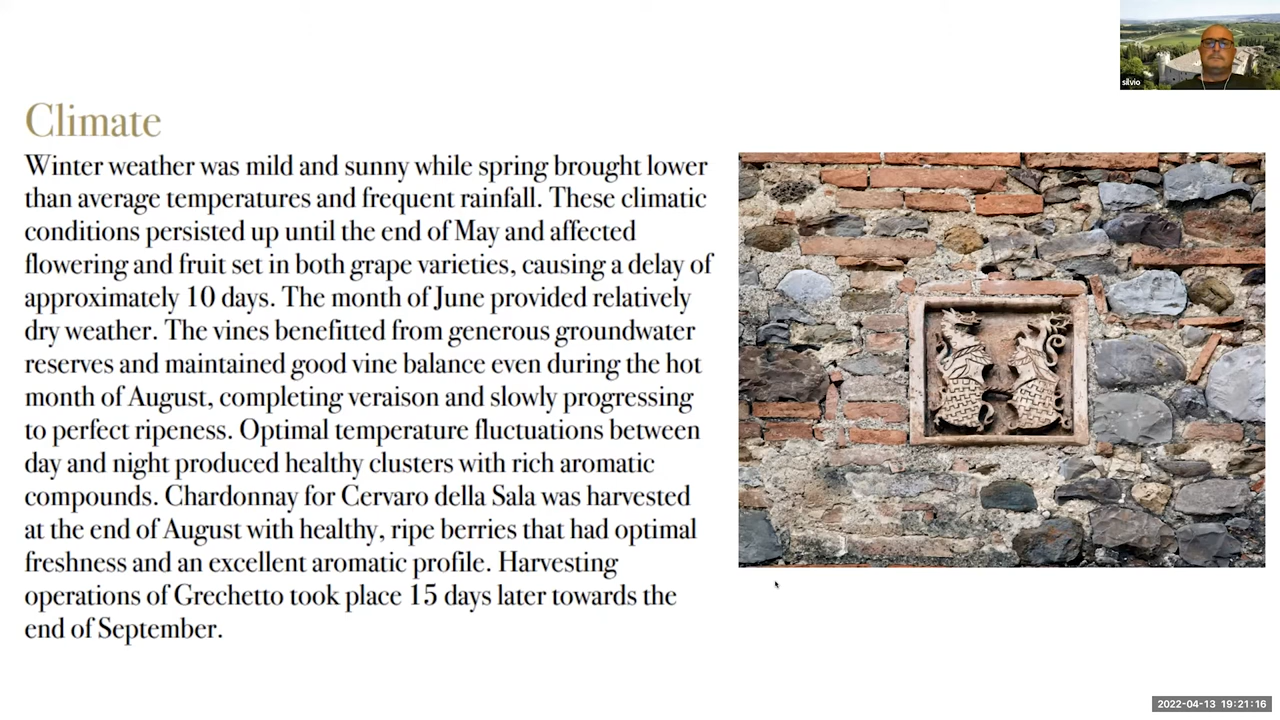 silvio
Climate
Winter weather was mild and sunny while spring brought lower
than average temperatures and frequent rainfall. These climatic
conditions persisted up until the end of May and affected
flowering and fruit set in both grape varieties, causing a delay of
approximately 10 days. The month of June provided relatively
dry weather. The vines benefitted from generous groundwater
reserves and maintained good vine balance even during the hot
month of August, completing veraison and slowly progressing
to perfect ripeness. Optimal temperature fluctuations between
day and night produced healthy clusters with rich aromatic
compounds. Chardonnay for Cervaro della Sala was harvested
at the end of August with healthy, ripe berries that had optimal
freshness and an excellent aromatic profile. Harvesting
operations of Grechetto took place 15 days later towards the
end of September.
2022-04-13 19:21:16